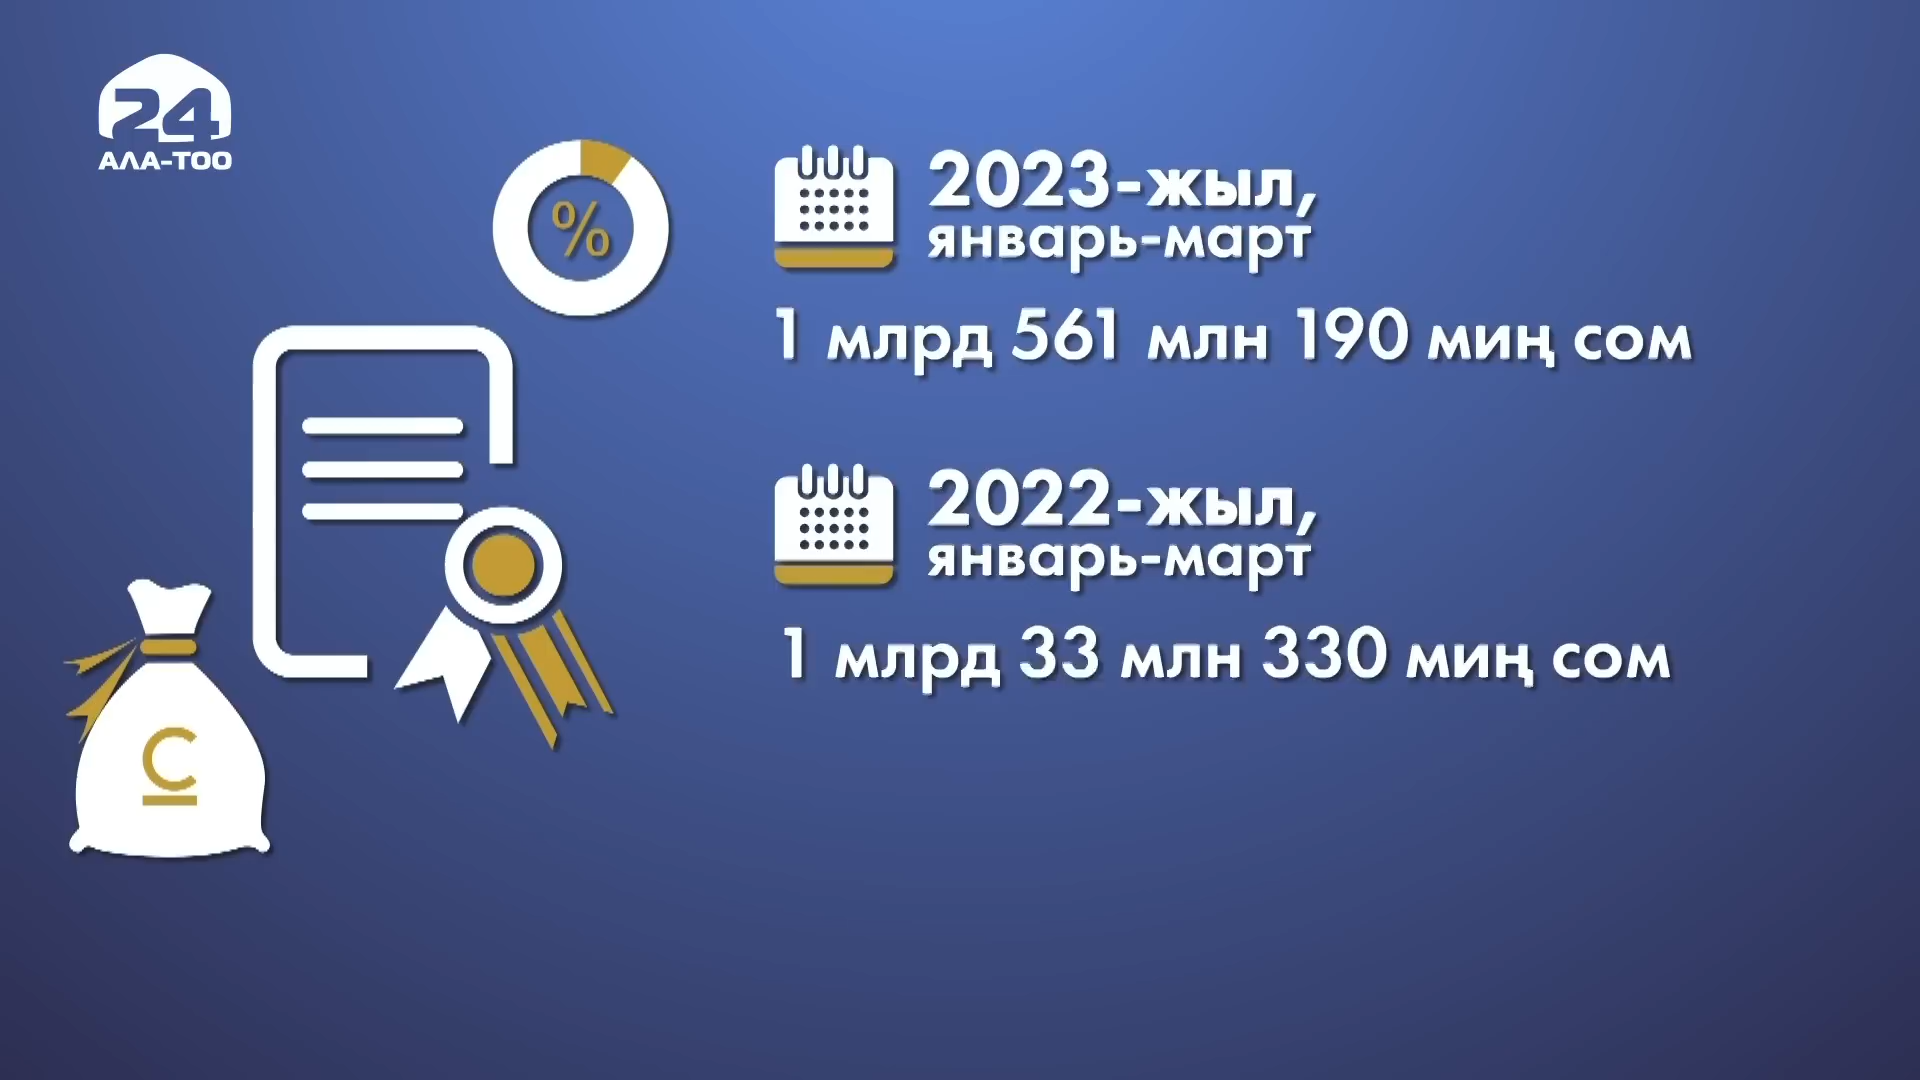 24
АЛА-ТОО
%
2023-жыл,
январь-март
1 млрд 561 млн 190 миң сом
2022-жыл,
январь-март
1 млрд 33 млн 330 миң сом
С